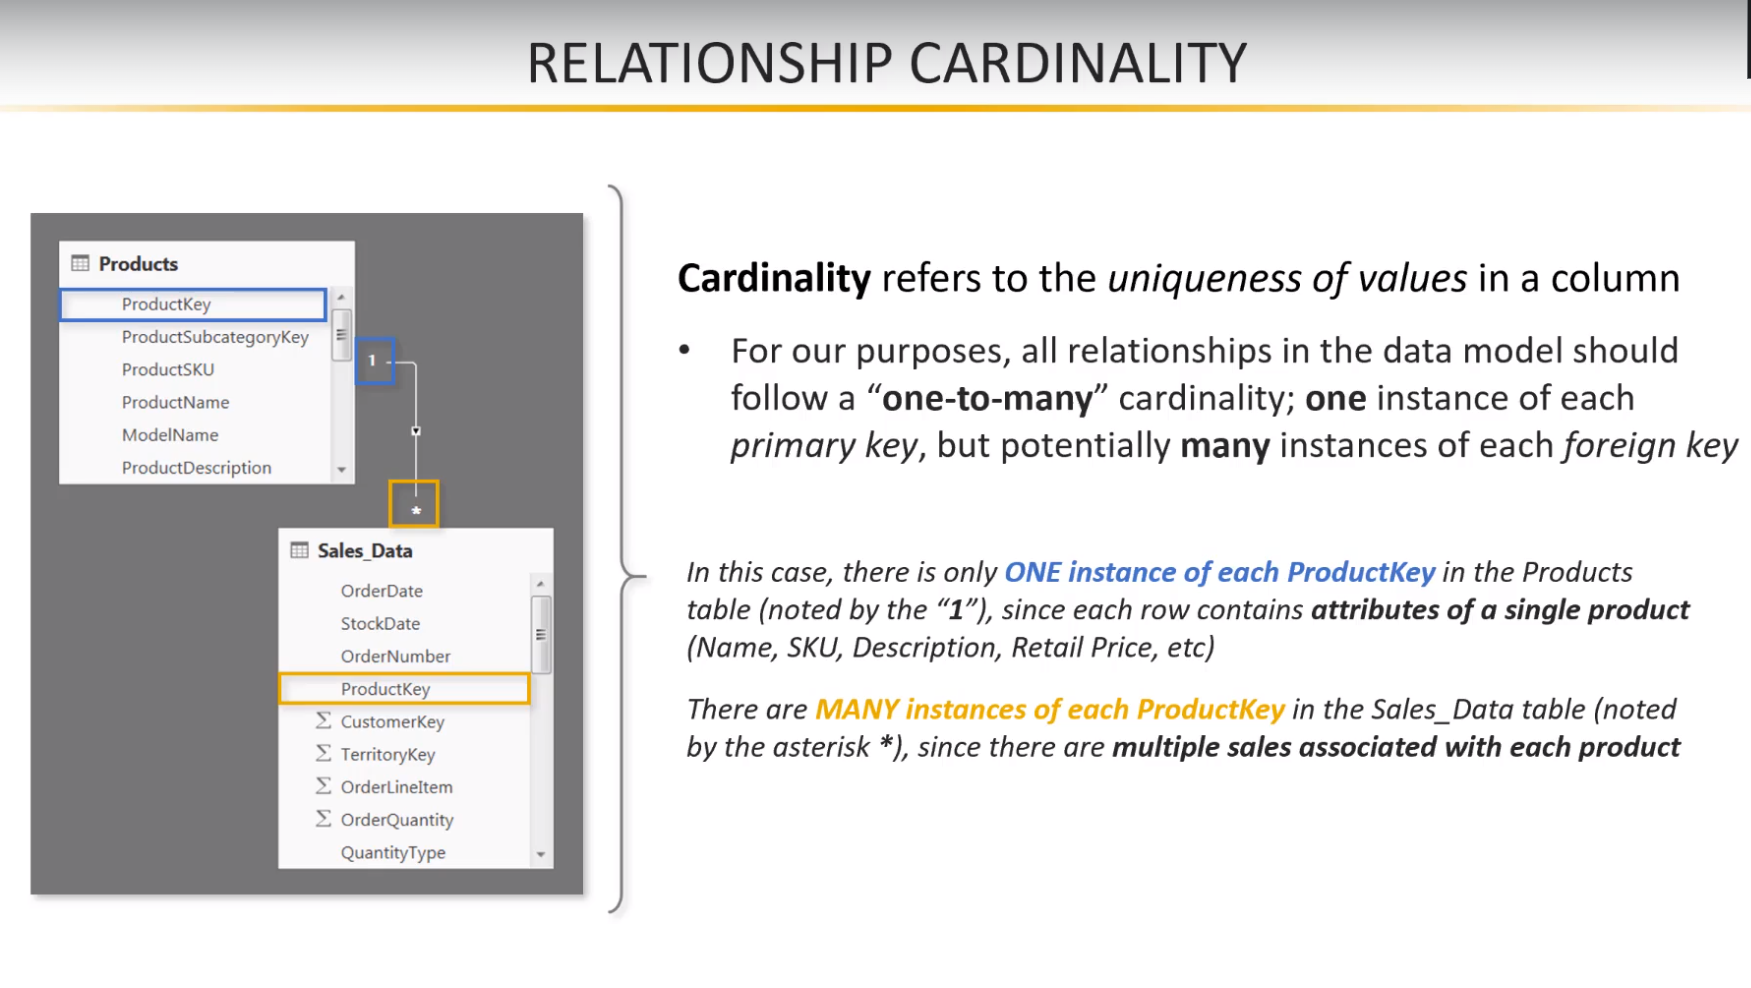 RELATIONSHIP CARDINALITY
Products
ProductKey
ProductSubcategoryKey
ProductSKU
ProductName
ModelName
ProductDescription
1
*
Sales_Data
OrderDate
StockDate
OrderNumber
ProductKey
Σ CustomerKey
Σ TerritoryKey
Σ OrderLineItem
Σ OrderQuantity
QuantityType
Cardinality refers to the uniqueness of values in a column
• For our purposes, all relationships in the data model should
follow a “one-to-many” cardinality; one instance of each
primary key, but potentially many instances of each foreign key
In this case, there is only ONE instance of each ProductKey in the Products
table (noted by the “1”), since each row contains attributes of a single product
(Name, SKU, Description, Retail Price, etc)
There are MANY instances of each ProductKey in the Sales_Data table (noted
by the asterisk *), since there are multiple sales associated with each product